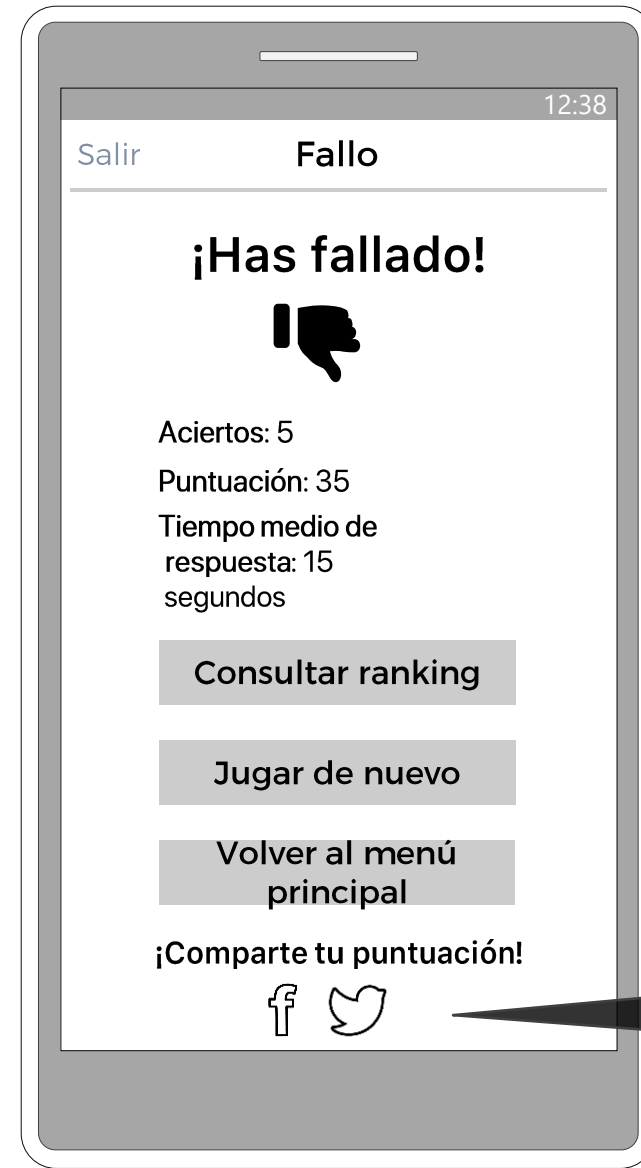 12:38
Salir Fallo
¡Has fallado!
Aciertos: 5
Puntuación: 35
Tiempo medio de
respuesta: 15
segundos
Consultar ranking
Jugar de nuevo
Volver al menú
principal
¡Comparte tu puntuación!